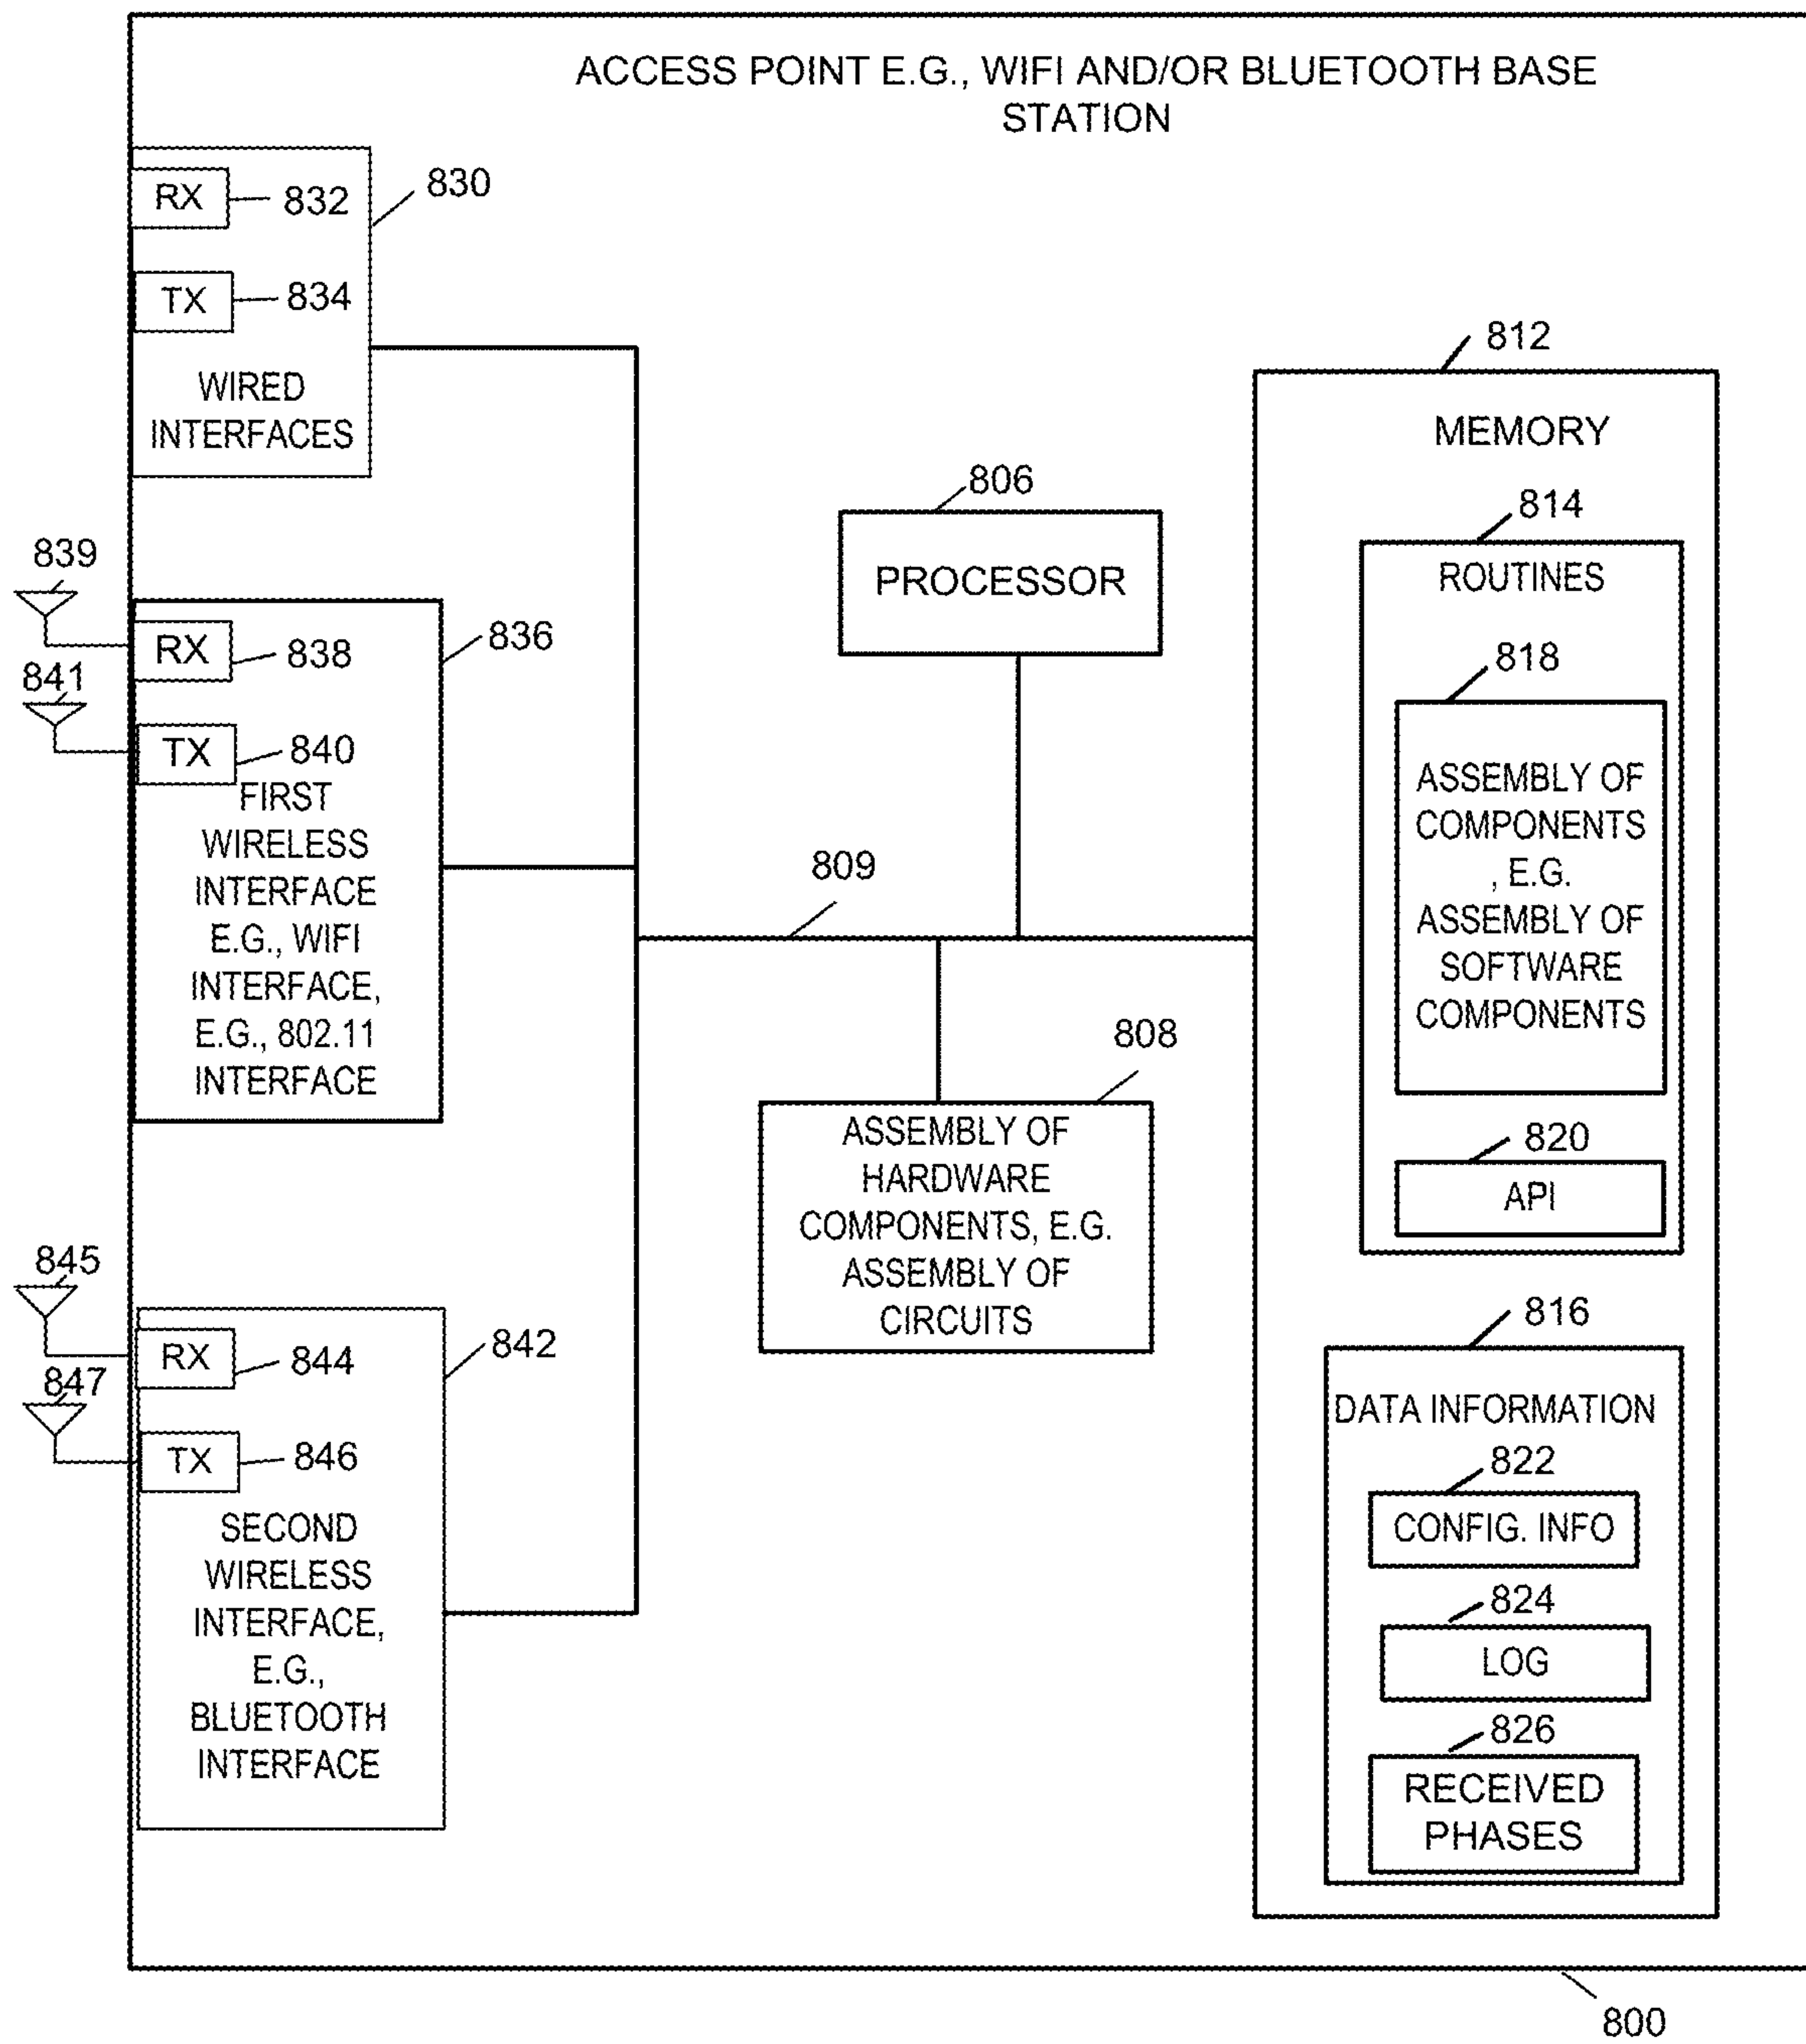 ACCESS POINT E.G., WIFI AND/OR BLUETOOTH BASE
STATION
RX
832
830
TX
834
WIRED
INTERFACES
839
RX
838
836
841
TX
840
FIRST
WIRELESS
INTERFACE
E.G., WIFI
INTERFACE,
E.G., 802.11
INTERFACE
845
RX
844
842
847
TX
846
SECOND
WIRELESS
INTERFACE,
E.G.,
BLUETOOTH
INTERFACE
806
PROCESSOR
809
808
ASSEMBLY OF
HARDWARE
COMPONENTS, E.G.
ASSEMBLY OF
CIRCUITS
812
MEMORY
814
ROUTINES
818
ASSEMBLY OF
COMPONENTS
, E.G.
ASSEMBLY OF
SOFTWARE
COMPONENTS
820
API
816
DATA INFORMATION
822
CONFIG. INFO
824
LOG
826
RECEIVED
PHASES
800